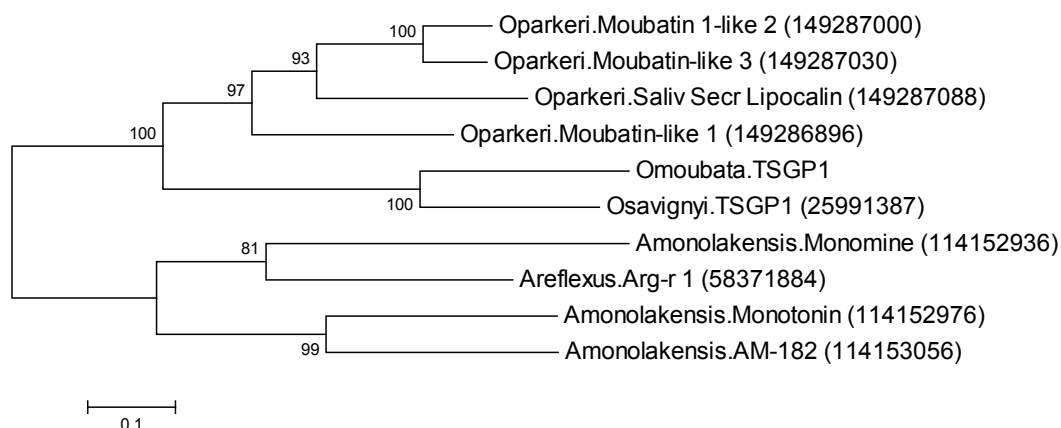 100
Oparkeri.Moubatin 1-like 2 (149287000)
93
Oparkeri.Moubatin-like 3 (149287030)
97
Oparkeri.Saliv Secr Lipocalin (149287088)
100
Oparkeri.Moubatin-like 1 (149286896)
Omoubata.TSGP1
100
Osavignyi.TSGP1 (25991387)
81
Amonolakensis.Monomine (114152936)
Areflexus.Arg-r 1 (58371884)
Amonolakensis.Monotonin (114152976)
99
Amonolakensis.AM-182 (114153056)
0.1